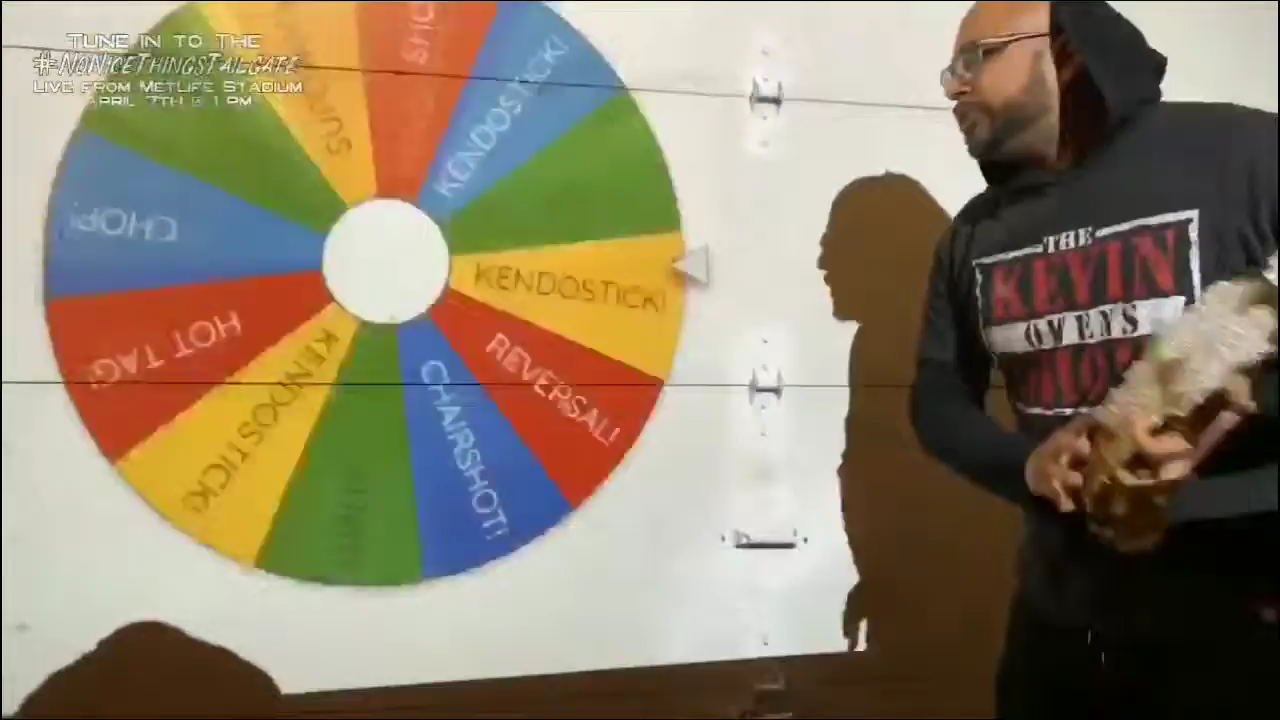 TUNE IN TO THE
#NONICETHINGSTAILGATE
LIVE FROM METLIFE STADIUM
APRIL 7TH @ 1 PM
KENDOSTICK!
KENDOSTICK!
REVERSAL!
CHAIRSHOT!
KENDOSTICK!
HOT TAG!
CHOP!
THE
KEVIN
OWENS
SHOW